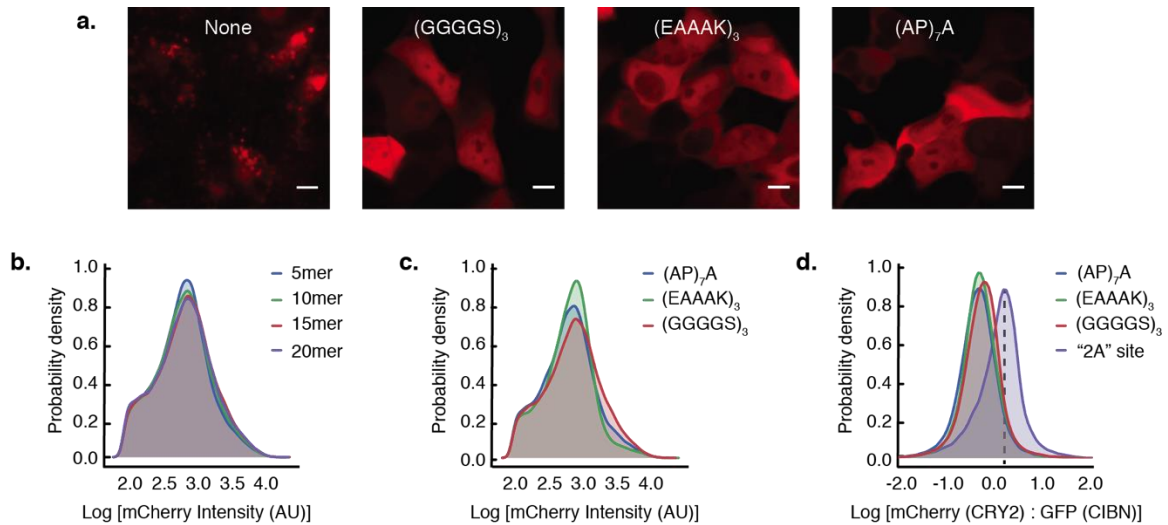 a.
None
(GGGGS)₃
(EAAAK)₃
(AP)₇A
b.
Probability density
1.0
0.8
0.6
0.4
0.2
0.0
2.0 2.5 3.0 3.5 4.0
Log [mCherry Intensity (AU)]
5mer
10mer
15mer
20mer
c.
Probability density
1.0
0.8
0.6
0.4
0.2
0.0
2.0 2.5 3.0 3.5 4.0
Log [mCherry Intensity (AU)]
(AP)₇A
(EAAAK)₃
(GGGGS)₃
d.
Probability density
1.0
0.8
0.6
0.4
0.2
0.0
-2.0 -1.0 0.0 1.0 2.0
Log [mCherry (CRY2) : GFP (CIBN)]
(AP)₇A
(EAAAK)₃
(GGGGS)₃
“2A” site